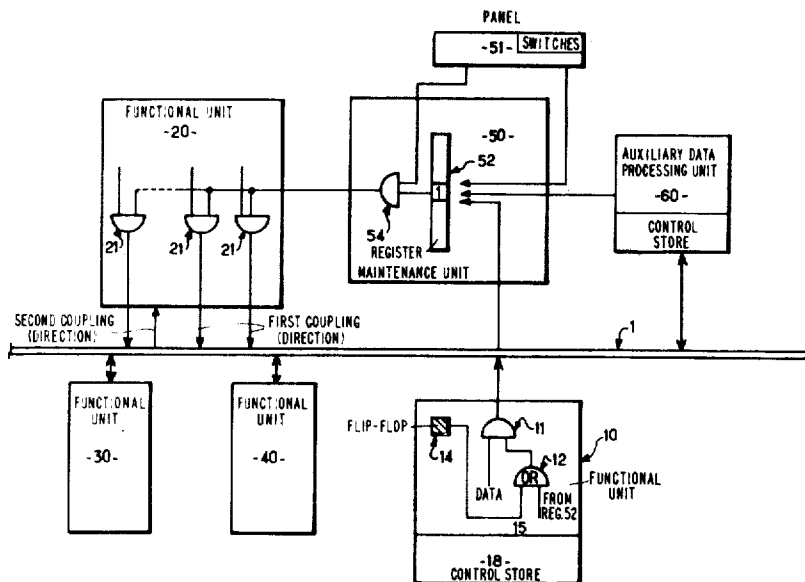 PANEL
-51- SWITCHES
FUNCTIONAL UNIT
-20-
21 21 21
-50-
52
1
54
REGISTER
MAINTENANCE UNIT
AUXILIARY DATA
PROCESSING UNIT
-60-
CONTROL
STORE
SECOND COUPLING
(DIRECTION)
FIRST COUPLING
(DIRECTION)
1
FUNCTIONAL
UNIT
-30-
FUNCTIONAL
UNIT
-40-
FLIP-FLOP
14
11
10
OR
12
DATA
FROM
REG.52
FUNCTIONAL
UNIT
15
-18-
CONTROL STORE